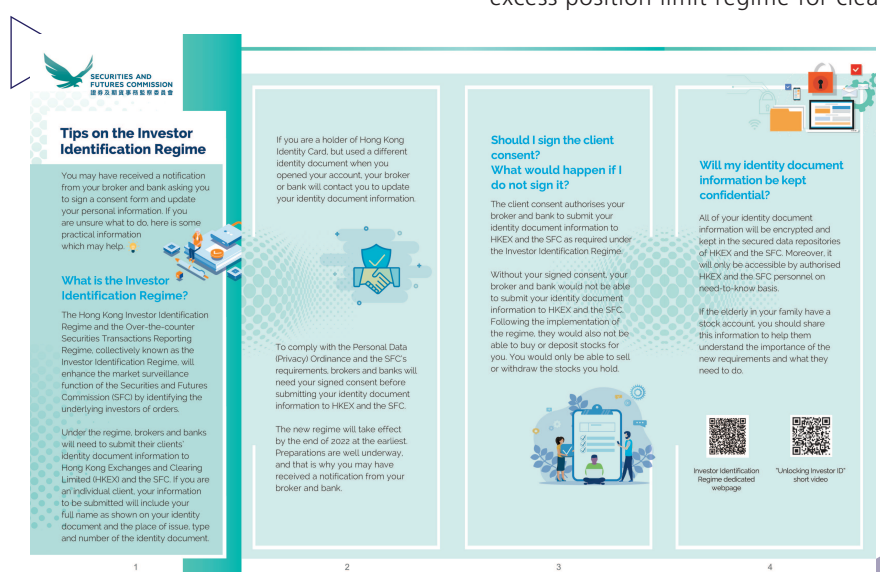 excess position limit regime for clea
SECURITIES AND
FUTURES COMMISSION
證券及期貨事務監察委員會
Tips on the Investor
Identification Regime
You may have received a notification
from your broker and bank asking you
to sign a consent form and update
your personal information. If you
are unsure what to do, here is some
practical information
which may help.
What is the Investor
Identification Regime?
The Hong Kong Investor Identification
Regime and the Over-the-counter
Securities Transactions Reporting
Regime, collectively known as the
Investor Identification Regime, will
enhance the market surveillance
function of the Securities and Futures
Commission (SFC) by identifying the
underlying investors of orders.
Under the regime, brokers and banks
will need to submit their clients'
identity document information to
Hong Kong Exchanges and Clearing
Limited (HKEX) and the SFC. If you are
an individual client, your information
to be submitted will include your
full name as shown on your identity
document and the place of issue, type
and number of the identity document.
1
If you are a holder of Hong Kong
Identity Card, but used a different
identity document when you
opened your account, your broker
or bank will contact you to update
your identity document information.
To comply with the Personal Data
(Privacy) Ordinance and the SFC's
requirements, brokers and banks will
need your signed consent before
submitting your identity document
information to HKEX and the SFC.
The new regime will take effect
by the end of 2022 at the earliest.
Preparations are well underway,
and that is why you may have
received a notification from your
broker and bank.
2
Should I sign the client
consent?
What would happen if I
do not sign it?
The client consent authorises your
broker and bank to submit your
identity document information to
HKEX and the SFC as required under
the Investor Identification Regime.
Without your signed consent, your
broker and bank would not be able
to submit your identity document
information to HKEX and the SFC.
Following the implementation of
the regime, they would also not be
able to buy or deposit stocks for
you. You would only be able to sell
or withdraw the stocks you hold.
3
Will my identity document
information be kept
confidential?
All of your identity document
information will be encrypted and
kept in the secured data repositories
of HKEX and the SFC. Moreover, it
will only be accessible by authorised
HKEX and the SFC personnel on
need-to-know basis.
If the elderly in your family have a
stock account, you should share
this information to help them
understand the importance of the
new requirements and what they
need to do.
Investor Identification
Regime dedicated
webpage
"Unlocking Investor ID"
short video
4